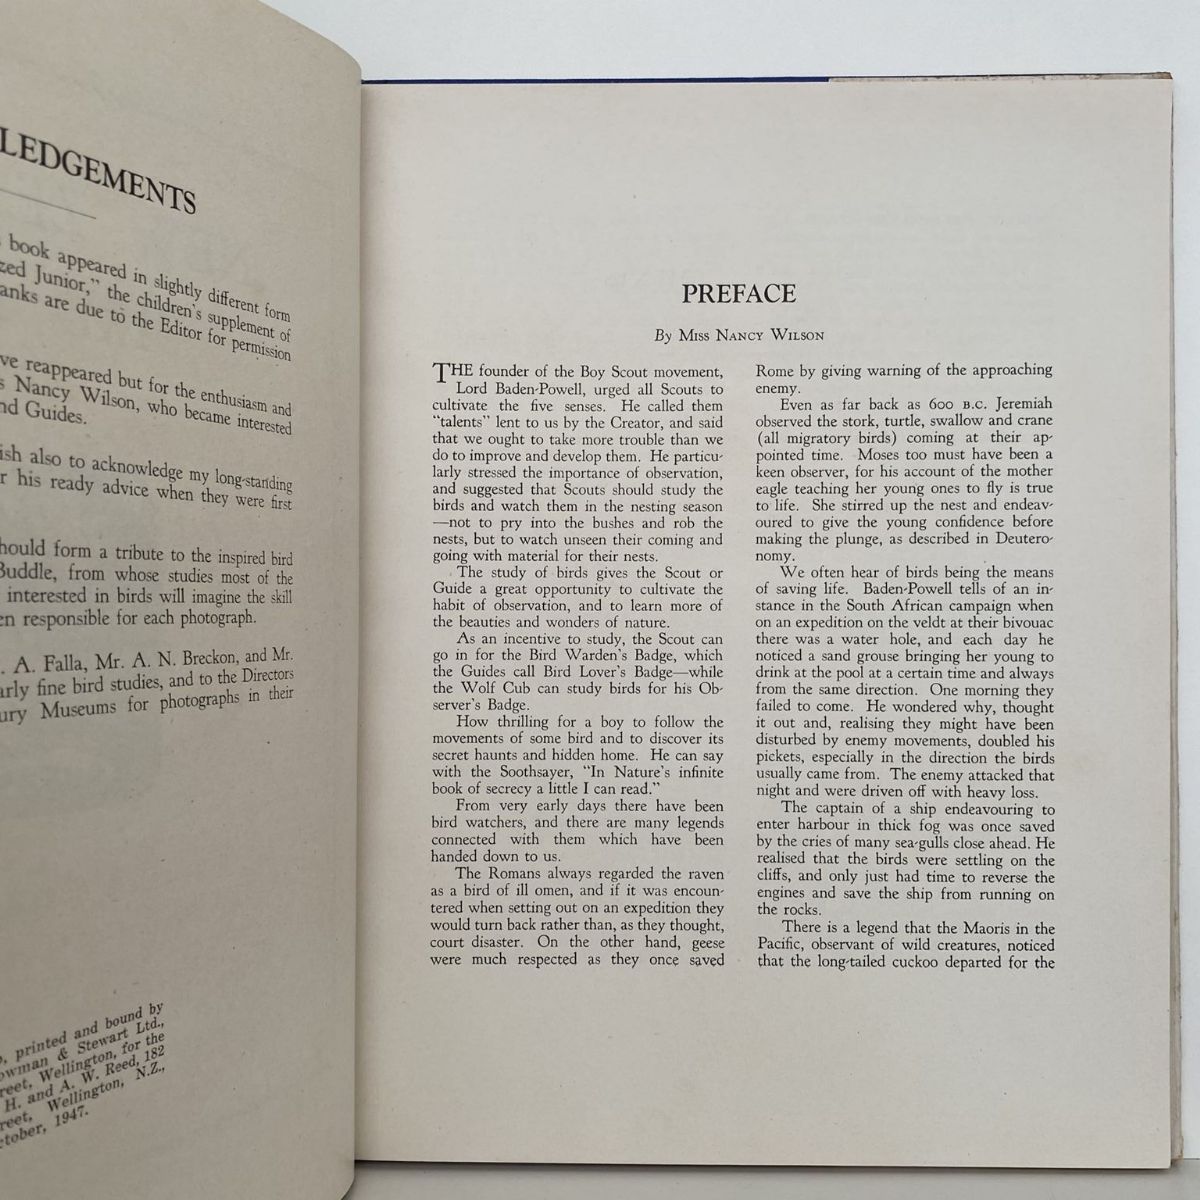 LEDGEMENTS
book appeared in slightly different form
zed Junior," the children's supplement of
anks are due to the Editor for permission
ve reappeared but for the enthusiasm and
s Nancy Wilson, who became interested
nd Guides.
ish also to acknowledge my long-standing
r his ready advice when they were first
hould form a tribute to the inspired bird
Buddle, from whose studies most of the
interested in birds will imagine the skill
en responsible for each photograph.
. A. Falla, Mr. A. N. Breckon, and Mr.
arly fine bird studies, and to the Directors
ury Museums for photographs in their
, printed and bound by
owman & Stewart Ltd.,
reet, Wellington, for the
H. and A. W. Reed, 182
reet, Wellington, N.Z.,
ctober, 1947.
PREFACE
By Miss Nancy Wilson
THE founder of the Boy Scout movement,
Lord Baden-Powell, urged all Scouts to
cultivate the five senses. He called them
"talents" lent to us by the Creator, and said
that we ought to take more trouble than we
do to improve and develop them. He particu-
larly stressed the importance of observation,
and suggested that Scouts should study the
birds and watch them in the nesting season
—not to pry into the bushes and rob the
nests, but to watch unseen their coming and
going with material for their nests.
The study of birds gives the Scout or
Guide a great opportunity to cultivate the
habit of observation, and to learn more of
the beauties and wonders of nature.
As an incentive to study, the Scout can
go in for the Bird Warden's Badge, which
the Guides call Bird Lover's Badge—while
the Wolf Cub can study birds for his Ob-
server's Badge.
How thrilling for a boy to follow the
movements of some bird and to discover its
secret haunts and hidden home. He can say
with the Soothsayer, "In Nature's infinite
book of secrecy a little I can read."
From very early days there have been
bird watchers, and there are many legends
connected with them which have been
handed down to us.
The Romans always regarded the raven
as a bird of ill omen, and if it was encoun-
tered when setting out on an expedition they
would turn back rather than, as they thought,
court disaster. On the other hand, geese
were much respected as they once saved
Rome by giving warning of the approaching
enemy.
Even as far back as 600 B.C. Jeremiah
observed the stork, turtle, swallow and crane
(all migratory birds) coming at their ap-
pointed time. Moses too must have been a
keen observer, for his account of the mother
eagle teaching her young ones to fly is true
to life. She stirred up the nest and endeav-
oured to give the young confidence before
making the plunge, as described in Deutero-
nomy.
We often hear of birds being the means
of saving life. Baden-Powell tells of an in-
stance in the South African campaign when
on an expedition on the veldt at their bivouac
there was a water hole, and each day he
noticed a sand grouse bringing her young to
drink at the pool at a certain time and always
from the same direction. One morning they
failed to come. He wondered why, thought
it out and, realising they might have been
disturbed by enemy movements, doubled his
pickets, especially in the direction the birds
usually came from. The enemy attacked that
night and were driven off with heavy loss.
The captain of a ship endeavouring to
enter harbour in thick fog was once saved
by the cries of many sea-gulls close ahead. He
realised that the birds were settling on the
cliffs, and only just had time to reverse the
engines and save the ship from running on
the rocks.
There is a legend that the Maoris in the
Pacific, observant of wild creatures, noticed
that the long-tailed cuckoo departed for the